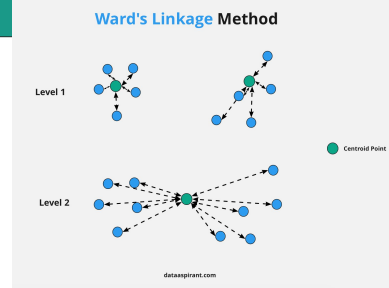 Ward's Linkage Method
Level 1
Centroid Point
Level 2
dataaspirant.com